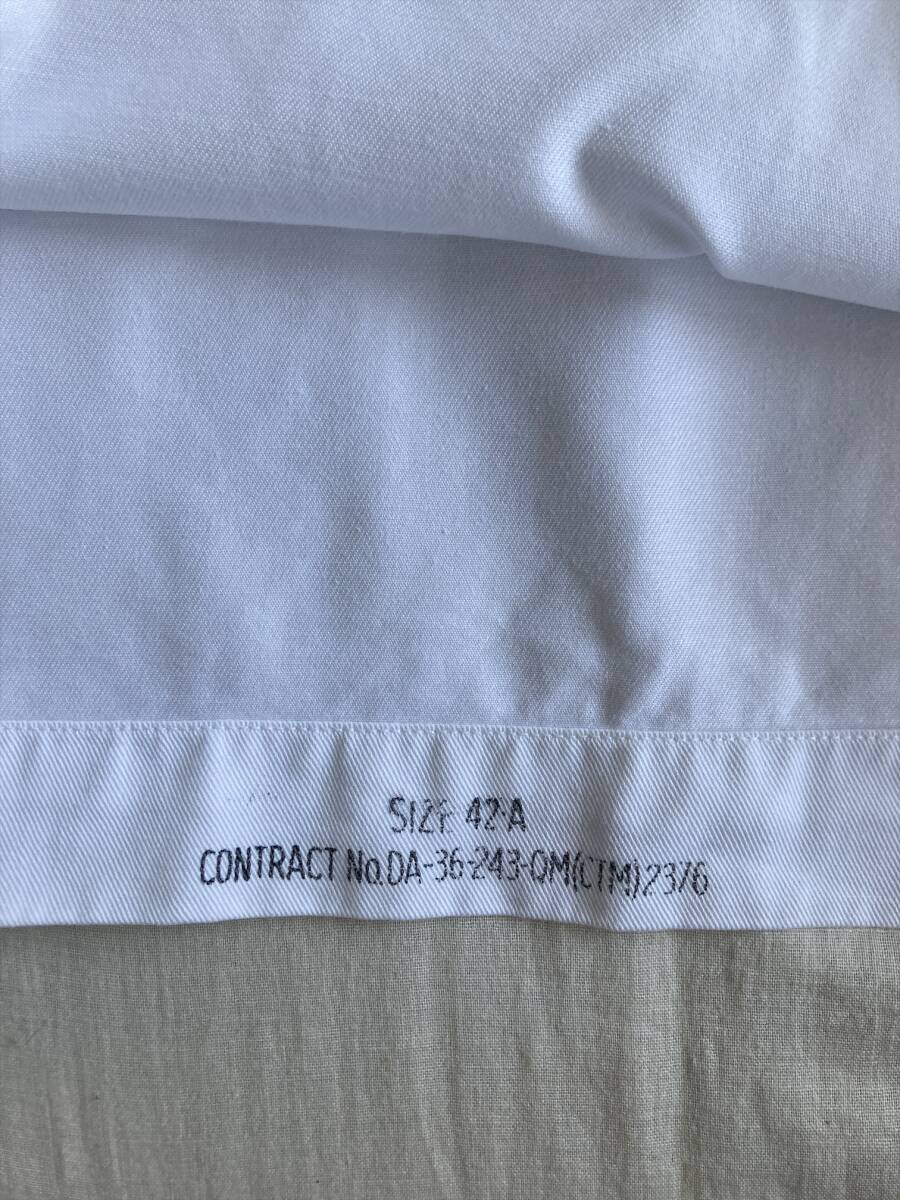 SIZE 42-A
CONTRACT No. DA-36-243-QM(CTM)2376